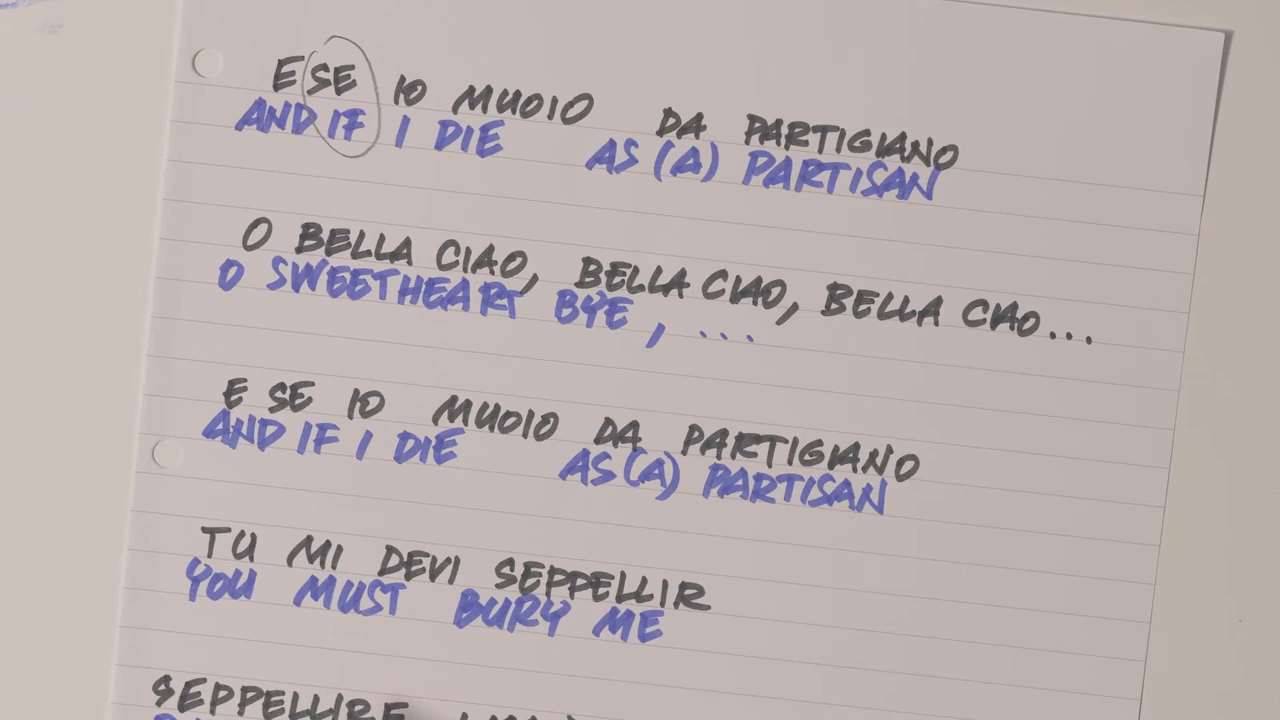 E SE IO MUOIO DA PARTIGIANO
AND IF I DIE AS (A) PARTISAN
O BELLA CIAO, BELLA CIAO, BELLA CIAO...
O SWEETHEART BYE, ...
E SE IO MUOIO DA PARTIGIANO
AND IF I DIE AS (A) PARTISAN
TU MI DEVI SEPPELLIR
YOU MUST BURY ME
SEPPELLIRE